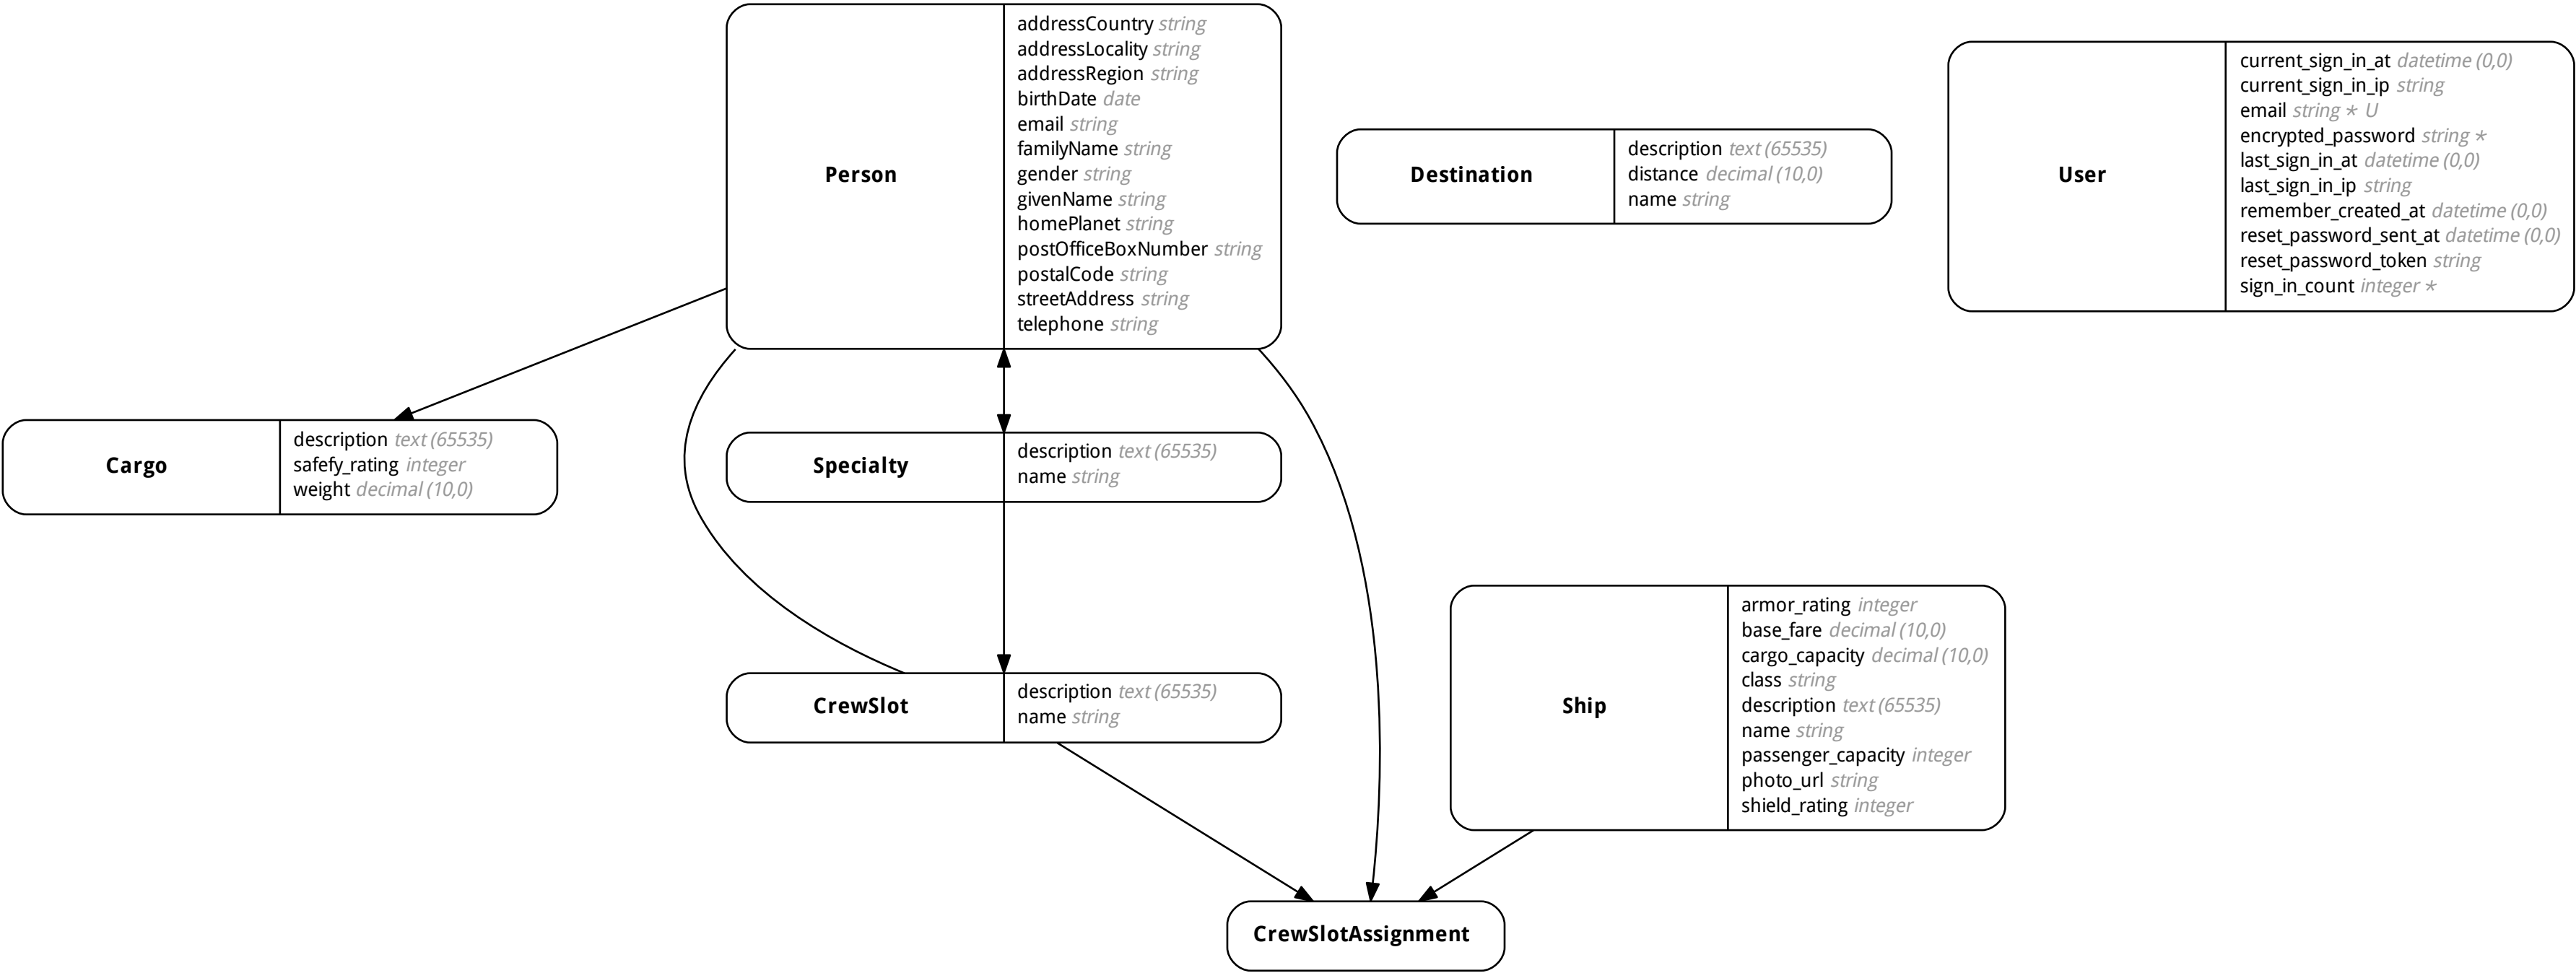 Person
addressCountry string
addressLocality string
addressRegion string
birthDate date
email string
familyName string
gender string
givenName string
homePlanet string
postOfficeBoxNumber string
postalCode string
streetAddress string
telephone string
Destination
description text (65535)
distance decimal (10,0)
name string
User
current_sign_in_at datetime (0,0)
current_sign_in_ip string
email string * U
encrypted_password string *
last_sign_in_at datetime (0,0)
last_sign_in_ip string
remember_created_at datetime (0,0)
reset_password_sent_at datetime (0,0)
reset_password_token string
sign_in_count integer *
Cargo
description text (65535)
safefy_rating integer
weight decimal (10,0)
Specialty
description text (65535)
name string
CrewSlot
description text (65535)
name string
Ship
armor_rating integer
base_fare decimal (10,0)
cargo_capacity decimal (10,0)
class string
description text (65535)
name string
passenger_capacity integer
photo_url string
shield_rating integer
CrewSlotAssignment